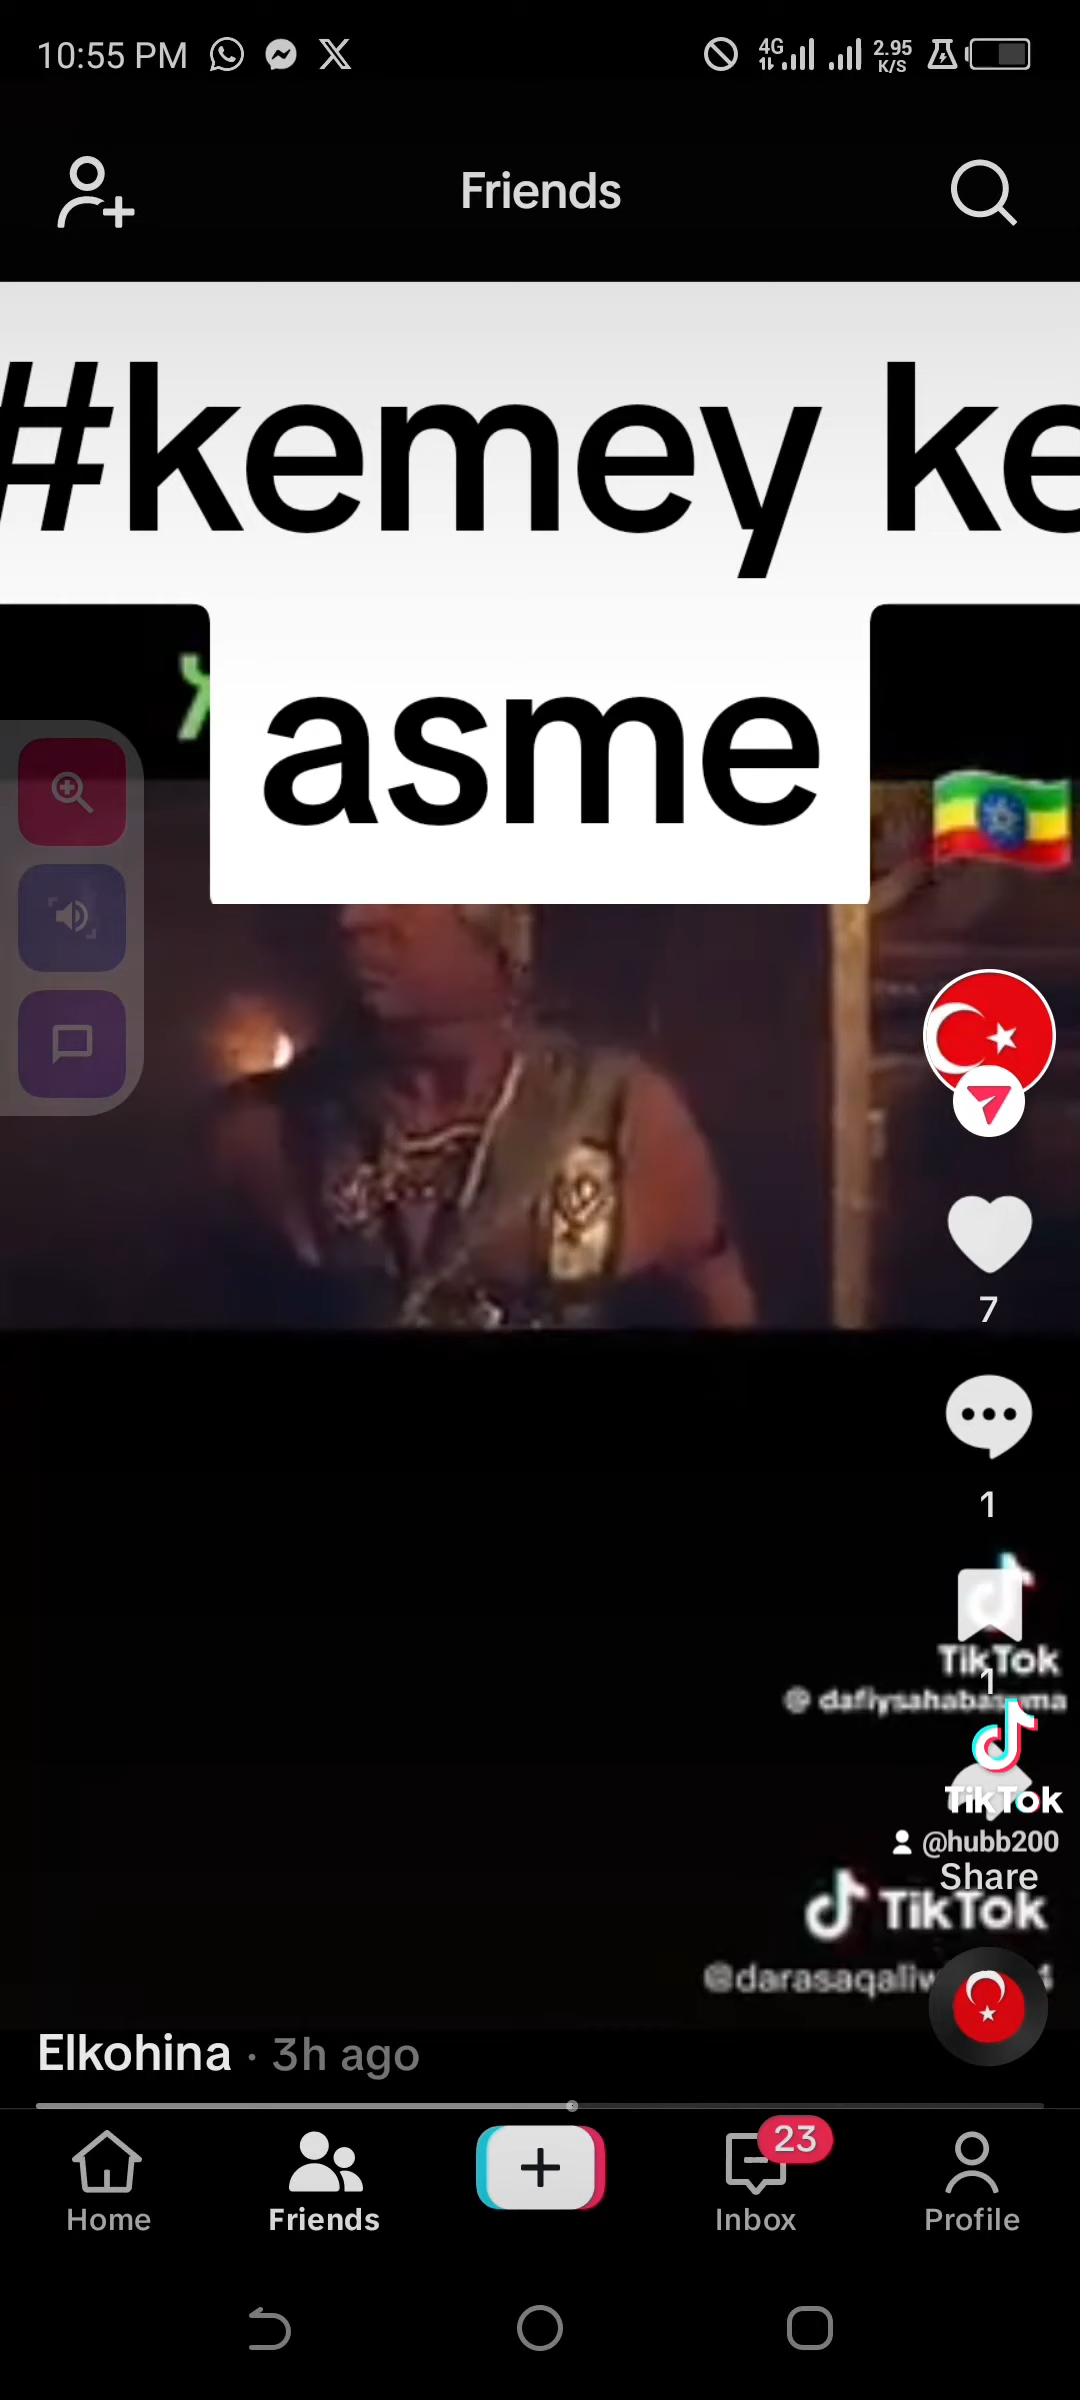 10:55 PM
4G
2.95
K/S
Friends
#kemey ke
asme
7
1
TikTok
1
TikTok
@hubb200
Share
TikTok
Elkohina · 3h ago
23
Home
Friends
Inbox
Profile